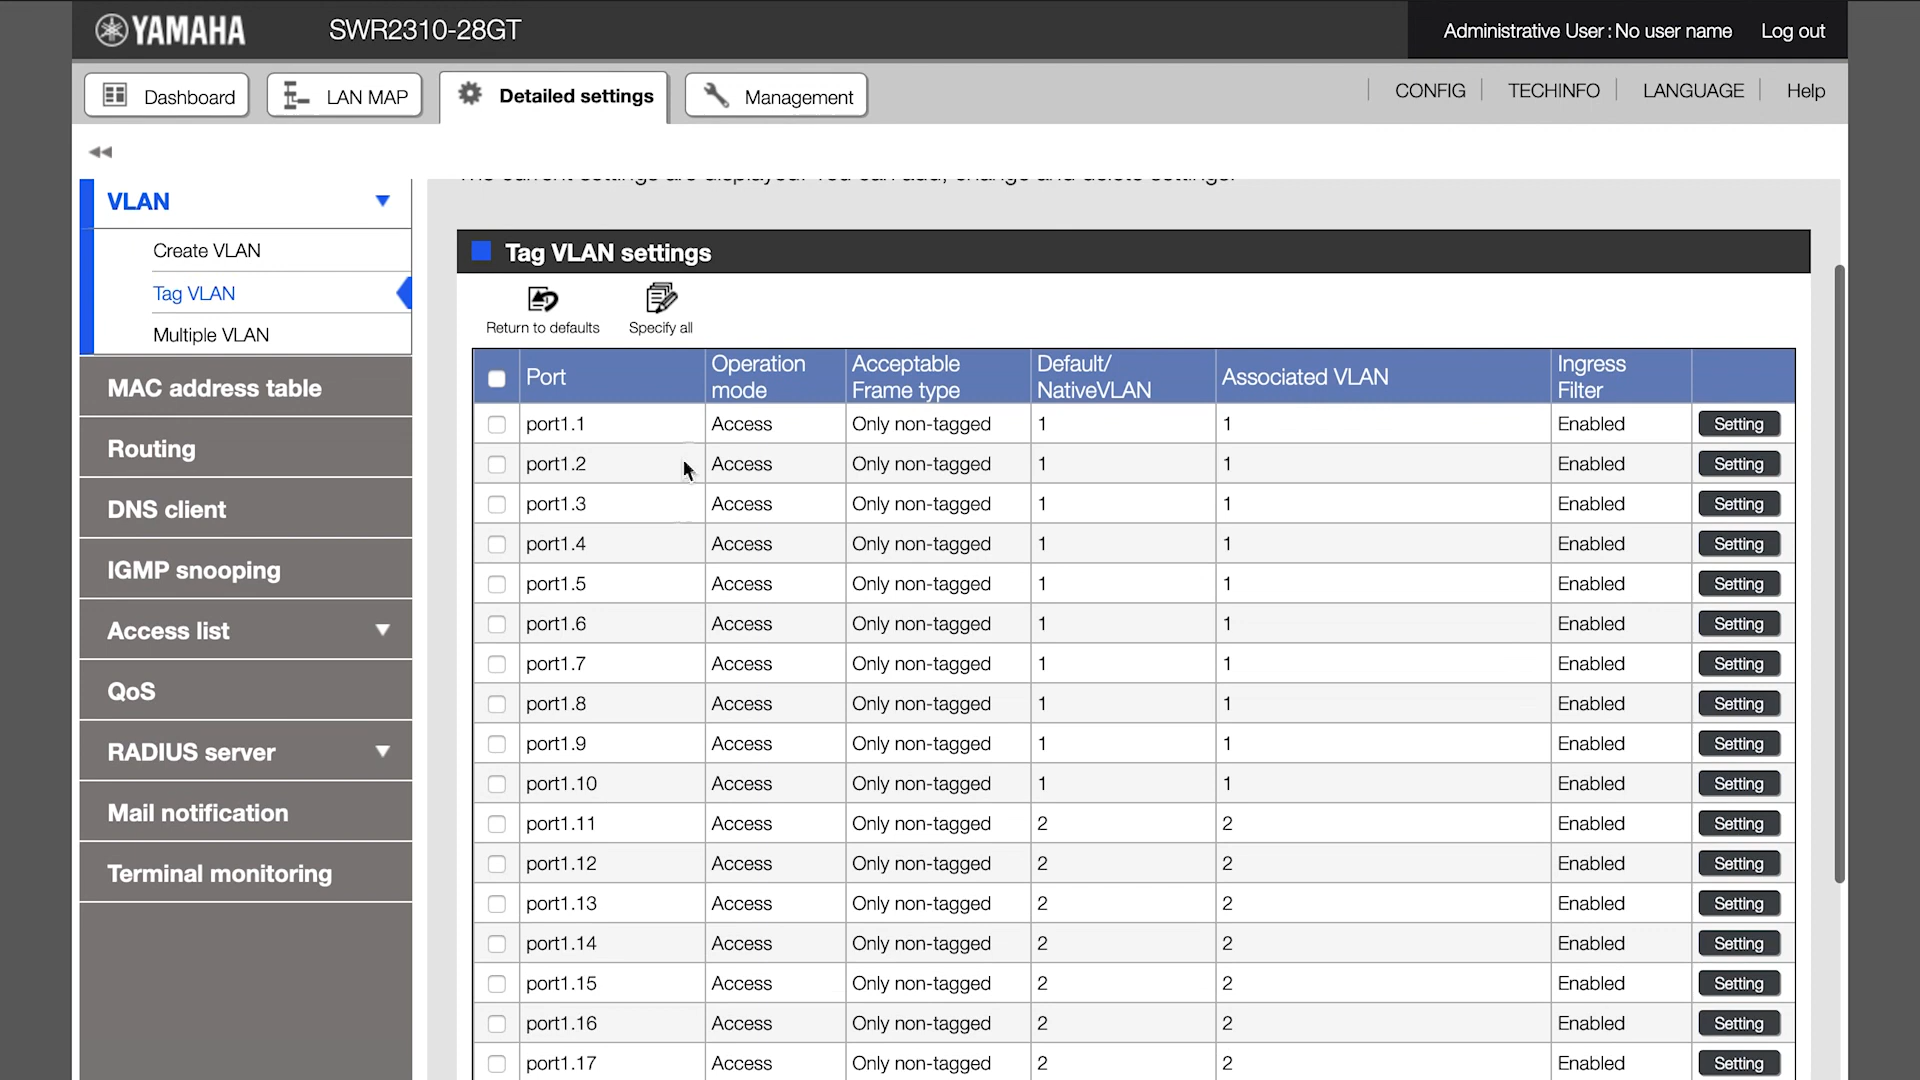 YAMAHA SWR2310-28GT Administrative User : No user name Log out
Dashboard LAN MAP Detailed settings Management CONFIG TECHINFO LANGUAGE Help
VLAN
Create VLAN
Tag VLAN
Multiple VLAN
MAC address table
Routing
DNS client
IGMP snooping
Access list
QoS
RADIUS server
Mail notification
Terminal monitoring
Tag VLAN settings
Return to defaults Specify all
Port Operation mode Acceptable Frame type Default/ NativeVLAN Associated VLAN Ingress Filter
port1.1 Access Only non-tagged 1 1 Enabled Setting
port1.2 Access Only non-tagged 1 1 Enabled Setting
port1.3 Access Only non-tagged 1 1 Enabled Setting
port1.4 Access Only non-tagged 1 1 Enabled Setting
port1.5 Access Only non-tagged 1 1 Enabled Setting
port1.6 Access Only non-tagged 1 1 Enabled Setting
port1.7 Access Only non-tagged 1 1 Enabled Setting
port1.8 Access Only non-tagged 1 1 Enabled Setting
port1.9 Access Only non-tagged 1 1 Enabled Setting
port1.10 Access Only non-tagged 1 1 Enabled Setting
port1.11 Access Only non-tagged 2 2 Enabled Setting
port1.12 Access Only non-tagged 2 2 Enabled Setting
port1.13 Access Only non-tagged 2 2 Enabled Setting
port1.14 Access Only non-tagged 2 2 Enabled Setting
port1.15 Access Only non-tagged 2 2 Enabled Setting
port1.16 Access Only non-tagged 2 2 Enabled Setting
port1.17 Access Only non-tagged 2 2 Enabled Setting